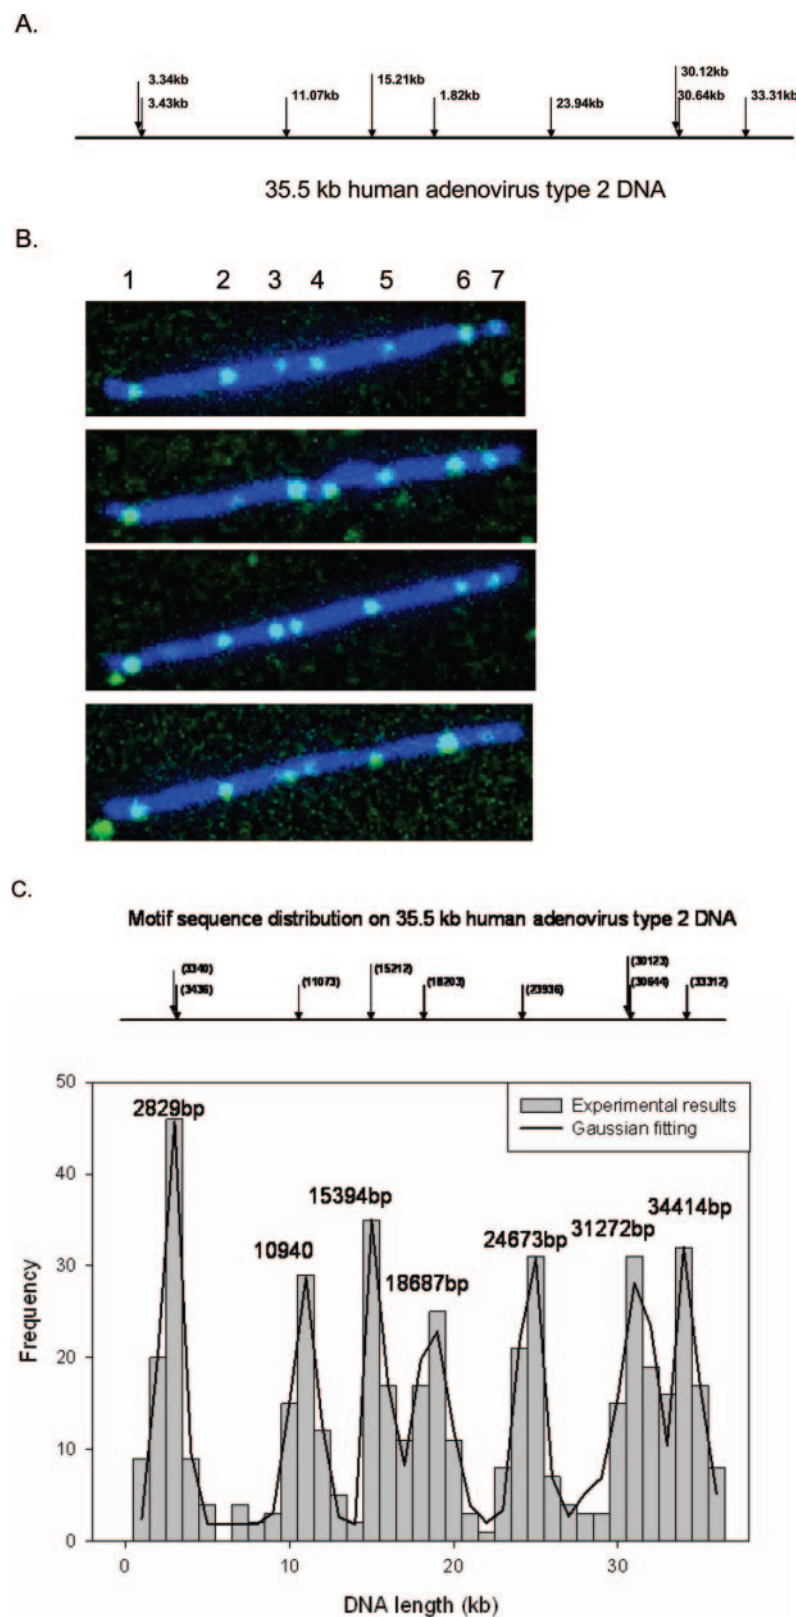 A.
3.34kb
3.43kb
11.07kb
15.21kb
1.82kb
23.94kb
30.12kb
30.64kb
33.31kb
35.5 kb human adenovirus type 2 DNA
B.
1 2 3 4 5 6 7
C.
Motif sequence distribution on 35.5 kb human adenovirus type 2 DNA
(3340)
(3436)
(11073)
(15212)
(18203)
(23936)
(30123)
(30644)
(33312)
50
40
30
20
10
0
Frequency
2829bp
10940
15394bp
18687bp
24673bp
31272bp
34414bp
Experimental results
Gaussian fitting
0 10 20 30
DNA length (kb)